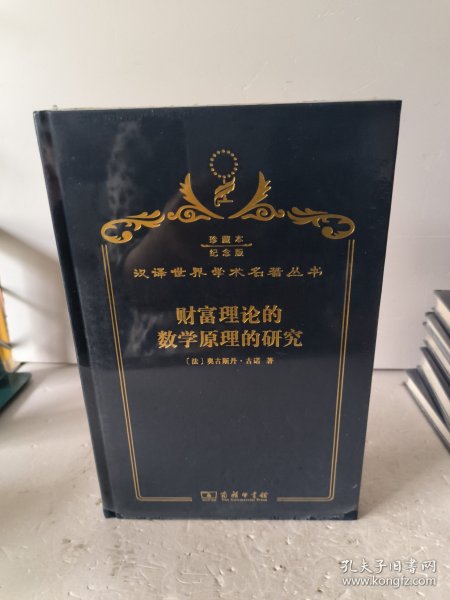 珍藏本
纪念版
汉译世界学术名著丛书
财富理论的
数学原理的研究
〔法〕奥古斯丹·古诺 著
商务印书馆
The Commercial Press
孔夫子旧书网
www.kongfz.com